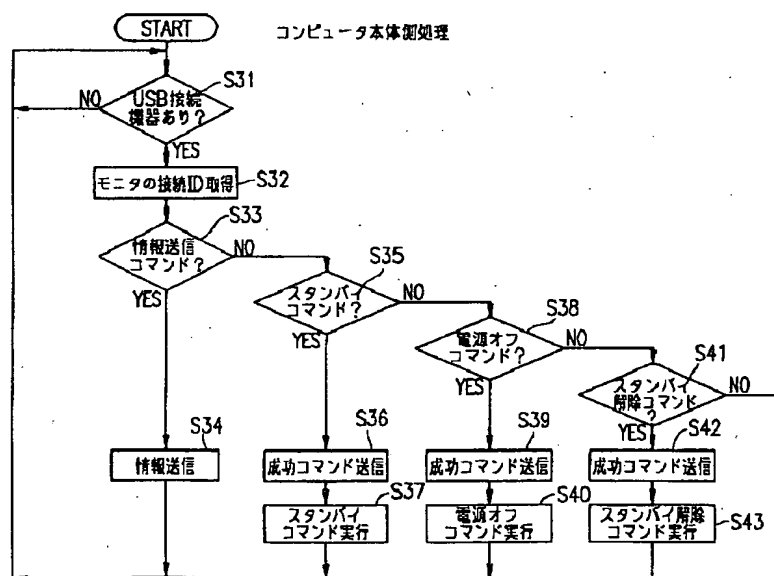 START
コンピュータ本体側処理
S31
USB接続
機器あり?
NO
YES
S32
モニタの接続ID取得
S33
情報送信
コマンド?
NO
YES
S35
スタンバイ
コマンド?
NO
YES
S38
電源オフ
コマンド?
NO
YES
S41
スタンバイ
解除コマンド
?
NO
YES
S34
情報送信
S36
成功コマンド送信
S39
成功コマンド送信
S42
成功コマンド送信
S37
スタンバイ
コマンド実行
S40
電源オフ
コマンド実行
S43
スタンバイ解除
コマンド実行